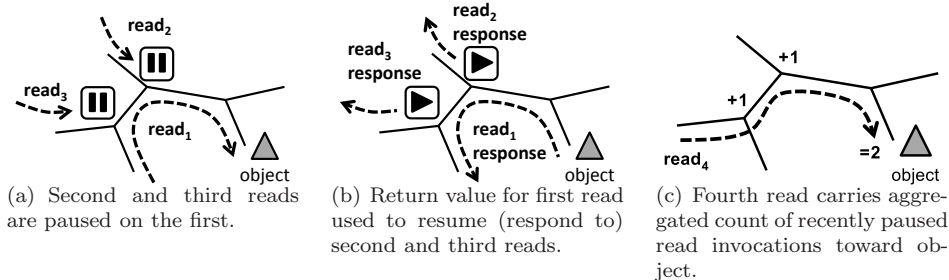 read2
read3
read1
object
(a) Second and third reads
are paused on the first.
read2
response
read3
response
read1
response
(b) Return value for first read
used to resume (respond to)
second and third reads.
+1
+1
read4
=2
object
(c) Fourth read carries aggre-
gated count of recently paused
read invocations toward ob-
ject.